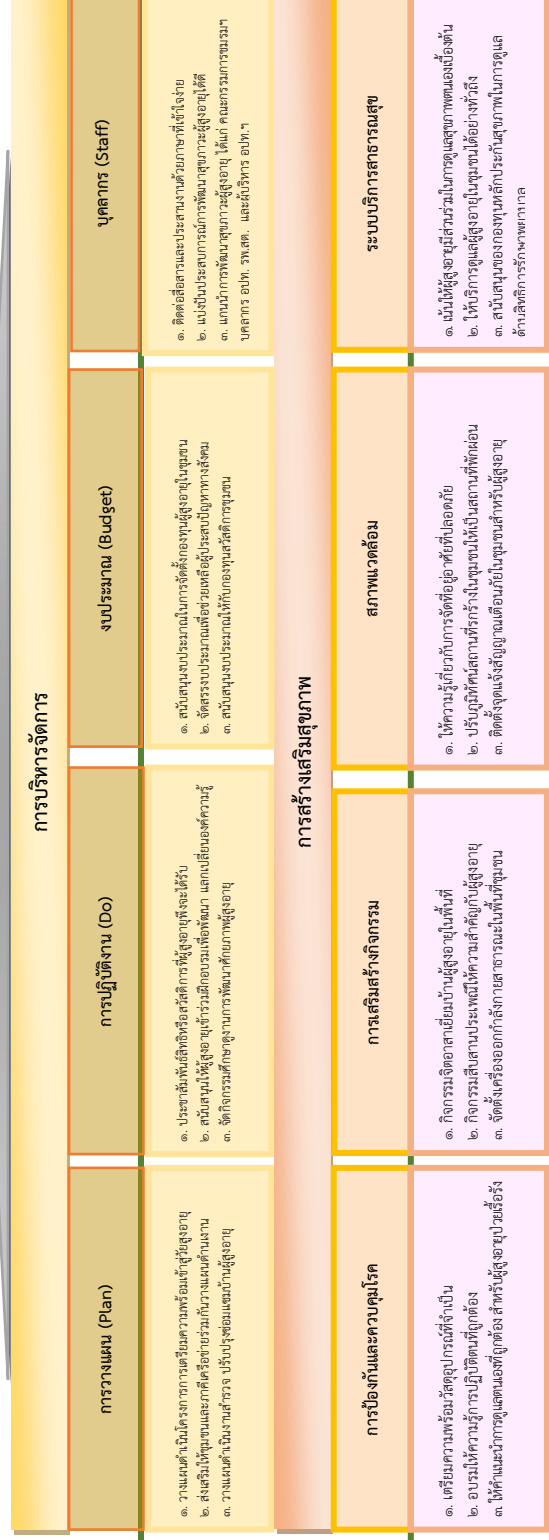 การบริหารจัดการ
การวางแผน (Plan)
๑. วางแผนดำเนินโครงการการเตรียมความพร้อมเข้าสู่วัยสูงอายุ
๒. ส่งเสริมให้ชุมชนและภาคีเครือข่ายร่วมกันวางแผนดำเนงาน
๓. วางแผนดำเนินงานสำรวจ ปรับปรุงซ่อมแซมบ้านผู้สูงอายุ
การปฏิบัติงาน (Do)
๑. ประชาสัมพันธ์สิทธิหรือสวัสดิการที่ผู้สูงอายุพึงจะได้รับ
๒. สนับสนุนให้ผู้สูงอายุเข้าร่วมฝึกอบรมเพื่อพัฒนา แลกเปลี่ยนองค์ความรู้
๓. จัดกิจกรรมศึกษาดูงานการพัฒนาศักยภาพผู้สูงอายุ
งบประมาณ (Budget)
๑. สนับสนุนงบประมาณในการจัดตั้งกองทุนผู้สูงอายุในชุมชน
๒. จัดสรรงบประมาณเพื่อช่วยเหลือผู้ประสบปัญหาทางสังคม
๓. สนับสนุนงบประมาณให้กับกองทุนสวัสดิการชุมชน
บุคลากร (Staff)
๑. ติดต่อสื่อสารและประสานงานด้วยภาษาที่เข้าใจง่าย
๒. แบ่งปันประสบการณ์การพัฒนาสุขภาวะผู้สูงอายุได้ดี
๓. แกนนำการพัฒนาสุขภาวะผู้สูงอายุ ได้แก่ คณะกรรมการชมรมฯ
บุคลากร อปท. รพ.สต. และผู้บริหาร อปท.ฯ
การสร้างเสริมสุขภาพ
การป้องกันและควบคุมโรค
๑. เตรียมความพร้อมวัสดุอุปกรณ์ที่จำเป็น
๒. อบรมให้ความรู้การปฏิบัติตนที่ถูกต้อง
๓. ให้คำแนะนำการดูแลตนเองที่ถูกต้อง สำหรับผู้สูงอายุป่วยเรื้อรัง
การเสริมสร้างกิจกรรม
๑. กิจกรรมจิตอาสาเยี่ยมบ้านผู้สูงอายุในพื้นที่
๒. กิจกรรมสืบสานประเพณีให้ความสำคัญกับผู้สูงอายุ
๓. จัดตั้งเครื่องออกกำลังกายสาธารณะในพื้นที่ชุมชน
สภาพแวดล้อม
๑. ให้ความรู้เกี่ยวกับการจัดที่อยู่อาศัยที่ปลอดภัย
๒. ปรับภูมิทัศน์สถานที่รกร้างในชุมชนให้เป็นสถานที่พักผ่อน
๓. ติดตั้งจุดแจ้งสัญญาณเตือนภัยในชุมชนสำหรับผู้สูงอายุ
ระบบบริการสาธารณสุข
๑. เน้นให้ผู้สูงอายุมีส่วนร่วมในการดูแลสุขภาพตนเองเบื้องต้น
๒. ให้บริการดูแลผู้สูงอายุในชุมชนได้อย่างทั่วถึง
๓. สนับสนุนของกองทุนหลักประกันสุขภาพในการดูแล
ด้านสิทธิการรักษาพยาบาล